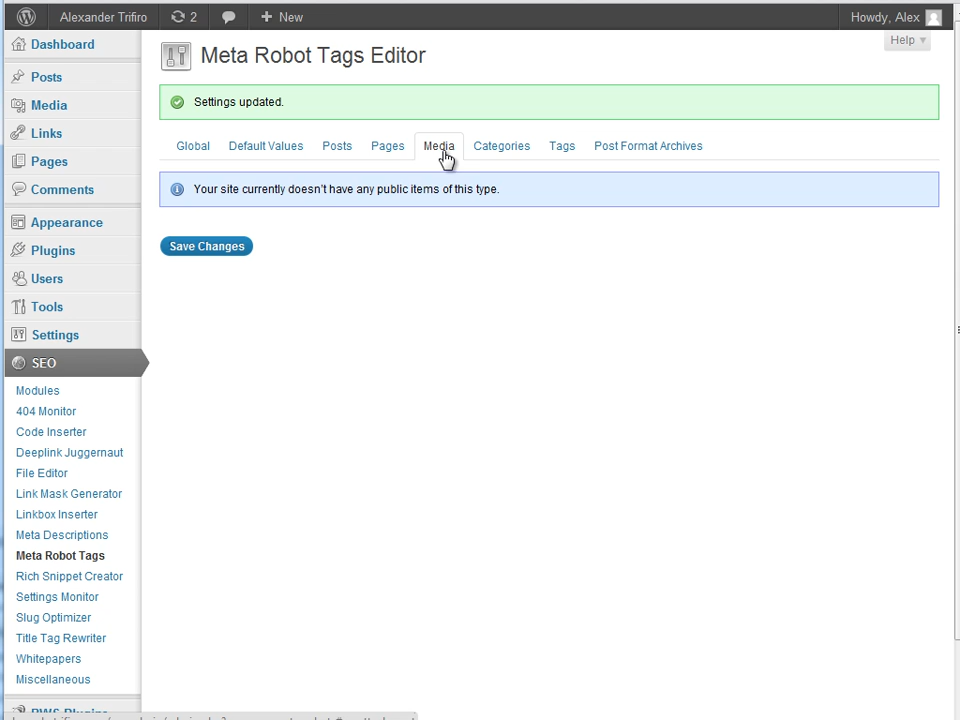 Alexander Trifiro 2 New Howdy, Alex
Help
Dashboard
Posts
Media
Links
Pages
Comments
Appearance
Plugins
Users
Tools
Settings
SEO
Modules
404 Monitor
Code Inserter
Deeplink Juggernaut
File Editor
Link Mask Generator
Linkbox Inserter
Meta Descriptions
Meta Robot Tags
Rich Snippet Creator
Settings Monitor
Slug Optimizer
Title Tag Rewriter
Whitepapers
Miscellaneous
Meta Robot Tags Editor
Settings updated.
Global Default Values Posts Pages Media Categories Tags Post Format Archives
Your site currently doesn't have any public items of this type.
Save Changes